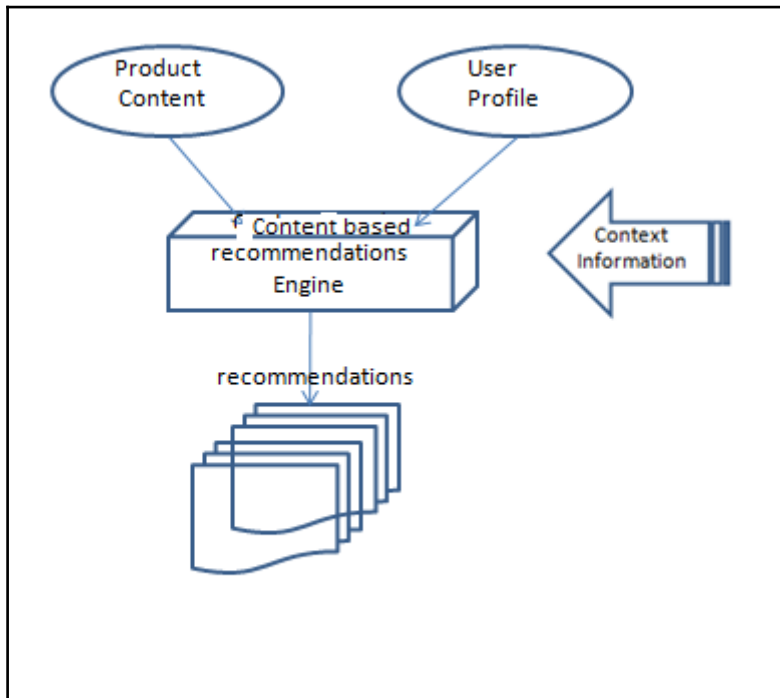 Product
Content
User
Profile
Content based
recommendations
Engine
Context
Information
recommendations